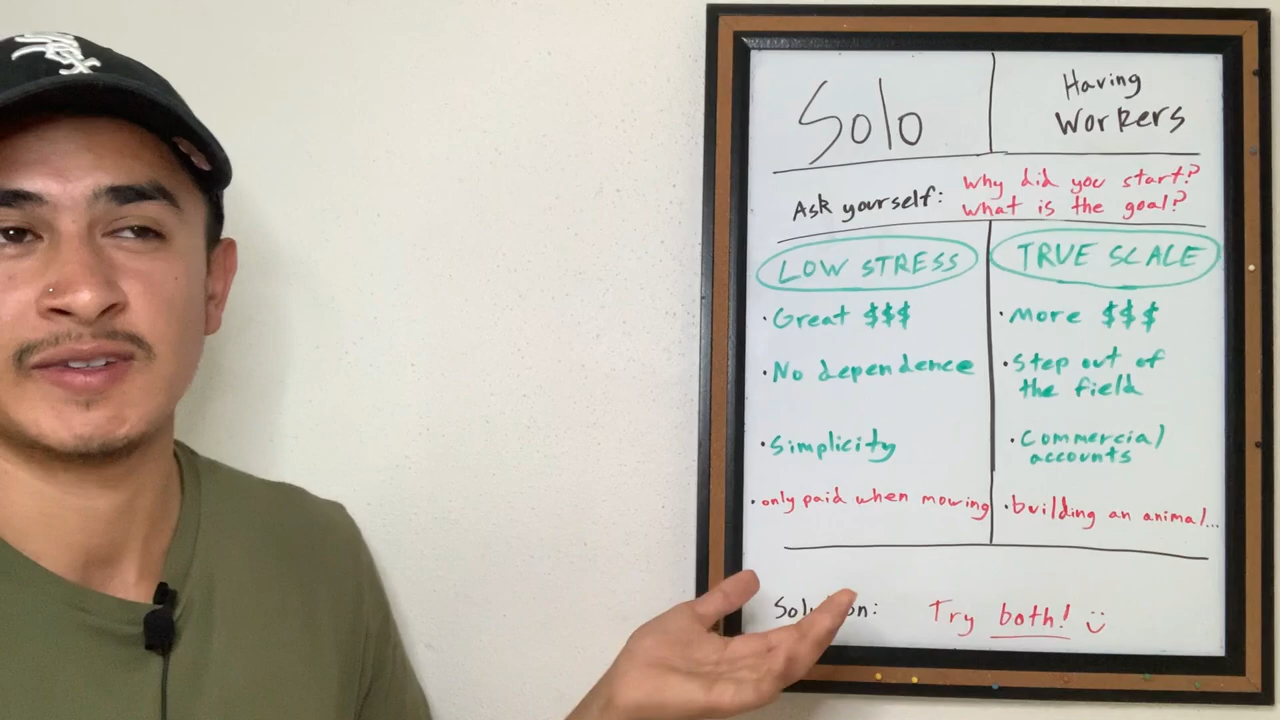 Sox
Solo
Having
Workers
Ask yourself: Why did you start?
What is the goal?
LOW STRESS
TRUE SCALE
· Great $$$
· More $$$
· No dependence
· Step out of
the field
· Simplicity
· Commercial
accounts
· only paid when mowing
· building an animal...
Try both! :)